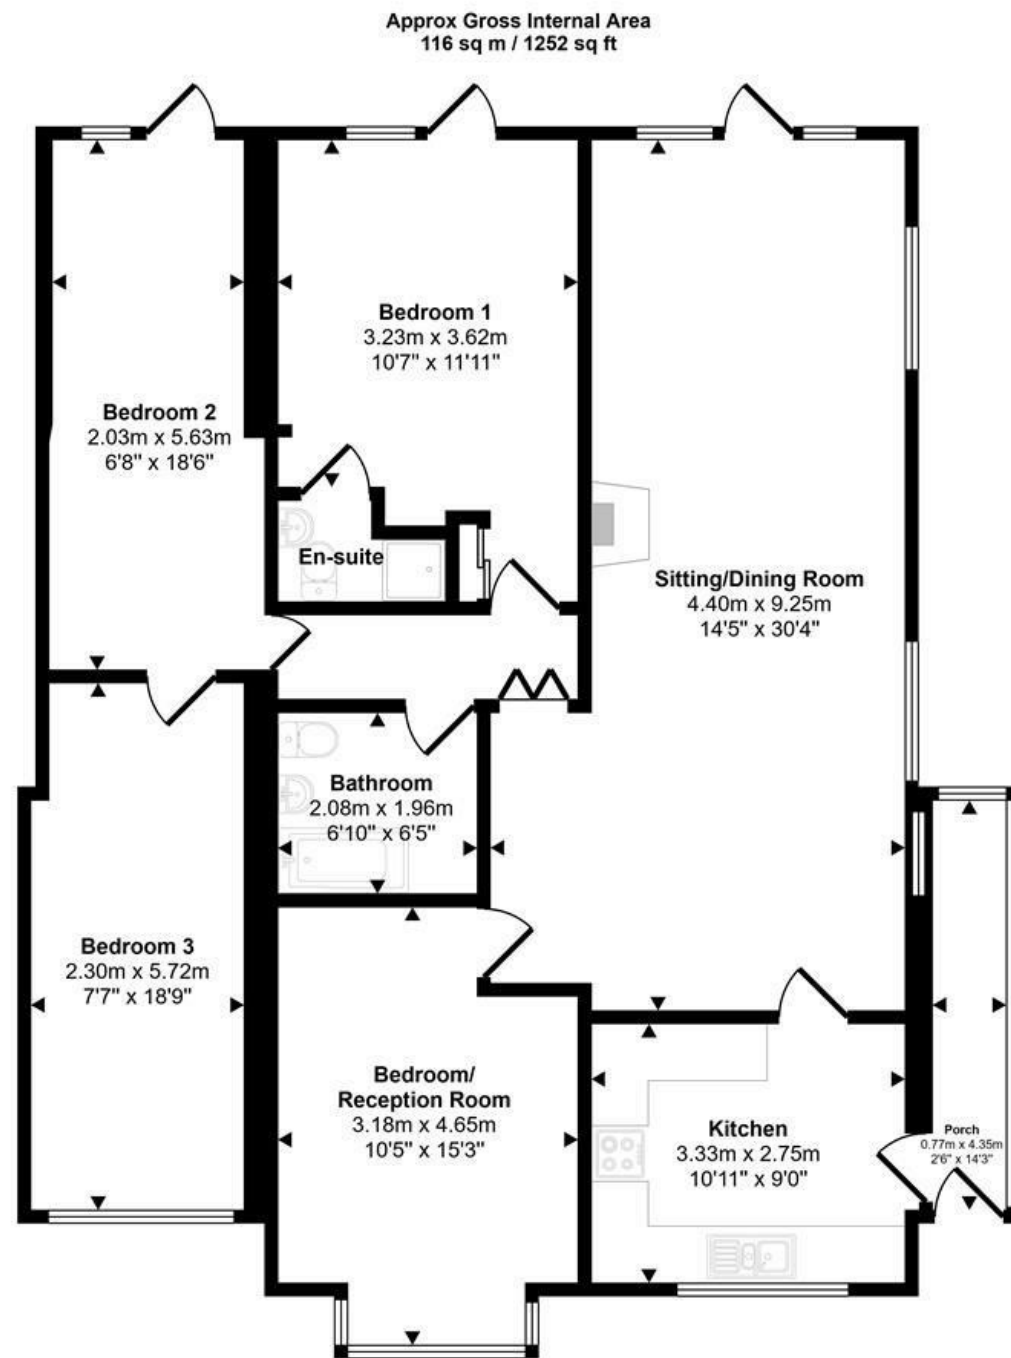 Approx Gross Internal Area
116 sq m / 1252 sq ft
Bedroom 1
3.23m x 3.62m
10'7" x 11'11"
Bedroom 2
2.03m x 5.63m
6'8" x 18'6"
En-suite
Sitting/Dining Room
4.40m x 9.25m
14'5" x 30'4"
Bathroom
2.08m x 1.96m
6'10" x 6'5"
Bedroom 3
2.30m x 5.72m
7'7" x 18'9"
Bedroom/
Reception Room
3.18m x 4.65m
10'5" x 15'3"
Kitchen
3.33m x 2.75m
10'11" x 9'0"
Porch
0.77m x 4.35m
2'6" x 14'3"